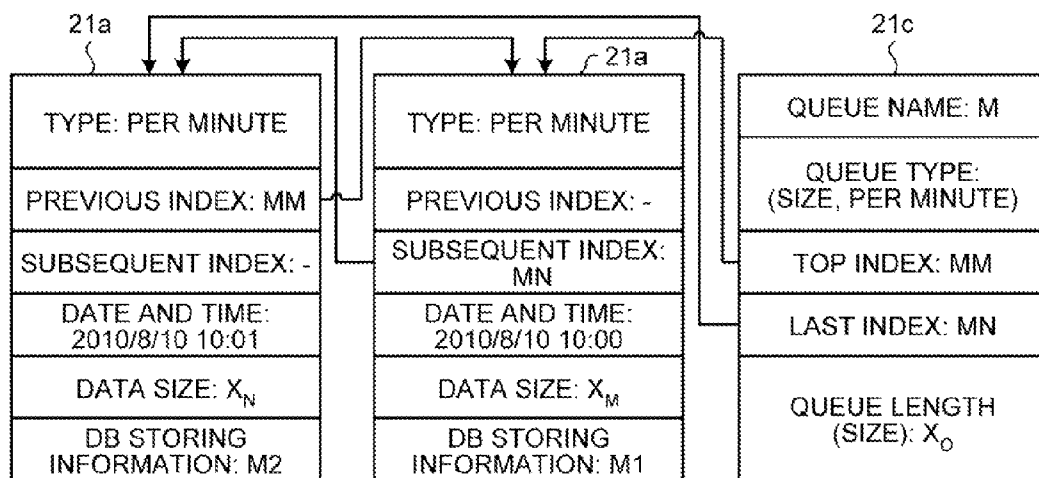 21a
TYPE: PER MINUTE
PREVIOUS INDEX: MM
SUBSEQUENT INDEX: -
DATE AND TIME:
2010/8/10 10:01
DATA SIZE: X_N
DB STORING
INFORMATION: M2
21a
TYPE: PER MINUTE
PREVIOUS INDEX: -
SUBSEQUENT INDEX:
MN
DATE AND TIME:
2010/8/10 10:00
DATA SIZE: X_M
DB STORING
INFORMATION: M1
21c
QUEUE NAME: M
QUEUE TYPE:
(SIZE, PER MINUTE)
TOP INDEX: MM
LAST INDEX: MN
QUEUE LENGTH
(SIZE): X_O